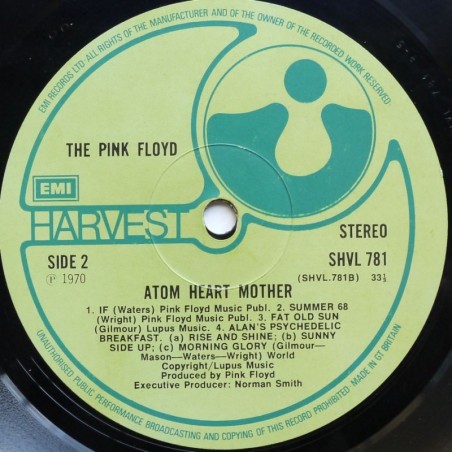 EMI RECORDS LTD ALL RIGHTS OF THE MANUFACTURER AND OF THE OWNER OF THE RECORDED WORK RESERVED
THE PINK FLOYD
EMI
HARVEST
STEREO
SIDE 2
SHVL 781
℗ 1970
(SHVL.781B) 33⅓
ATOM HEART MOTHER
1. IF (Waters) Pink Floyd Music Publ. 2. SUMMER 68
(Wright) Pink Floyd Music Publ. 3. FAT OLD SUN
(Gilmour) Lupus Music. 4. ALAN'S PSYCHEDELIC
BREAKFAST. (a) RISE AND SHINE; (b) SUNNY
SIDE UP; (c) MORNING GLORY (Gilmour—
Mason—Waters—Wright) World
Copyright/Lupus Music
Produced by Pink Floyd
Executive Producer: Norman Smith
UNAUTHORISED PUBLIC PERFORMANCE BROADCASTING AND COPYING OF THIS RECORD PROHIBITED. MADE IN GT BRITAIN